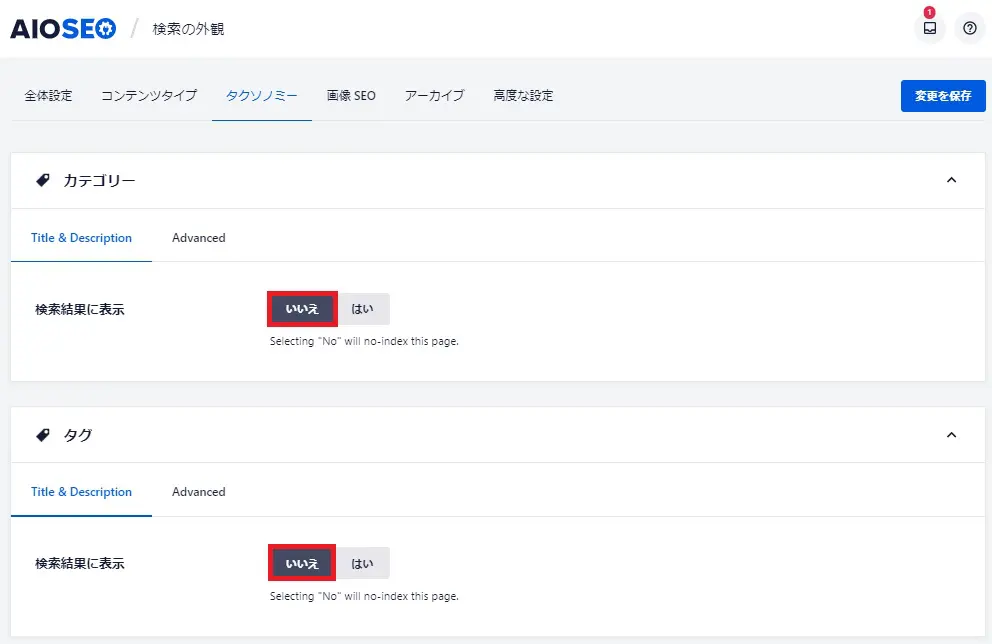 AIOSEO / 検索の外観
1
全体設定 コンテンツタイプ タクソノミー 画像 SEO アーカイブ 高度な設定 変更を保存
カテゴリー
Title & Description Advanced
検索結果に表示 いいえ はい
Selecting "No" will no-index this page.
タグ
Title & Description Advanced
検索結果に表示 いいえ はい
Selecting "No" will no-index this page.